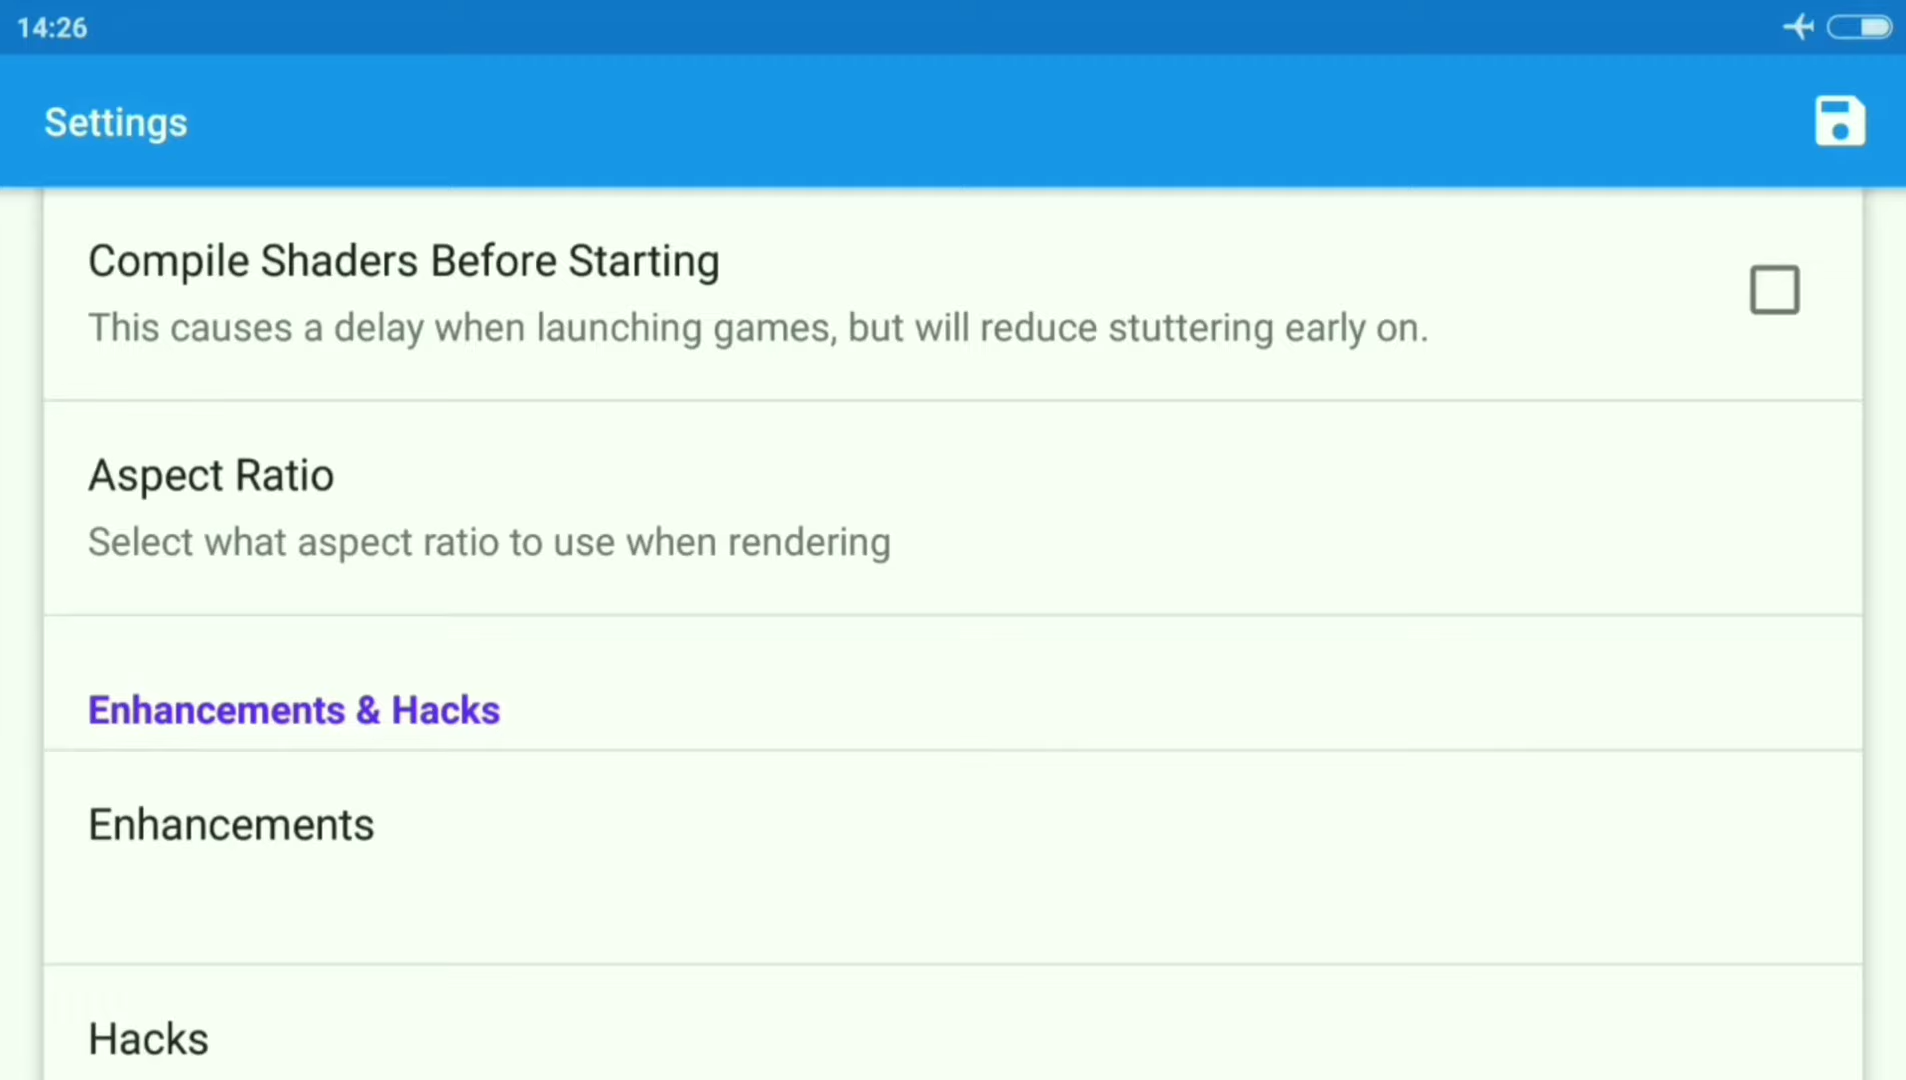 14:26
Settings
Compile Shaders Before Starting
This causes a delay when launching games, but will reduce stuttering early on.
Aspect Ratio
Select what aspect ratio to use when rendering
Enhancements & Hacks
Enhancements
Hacks